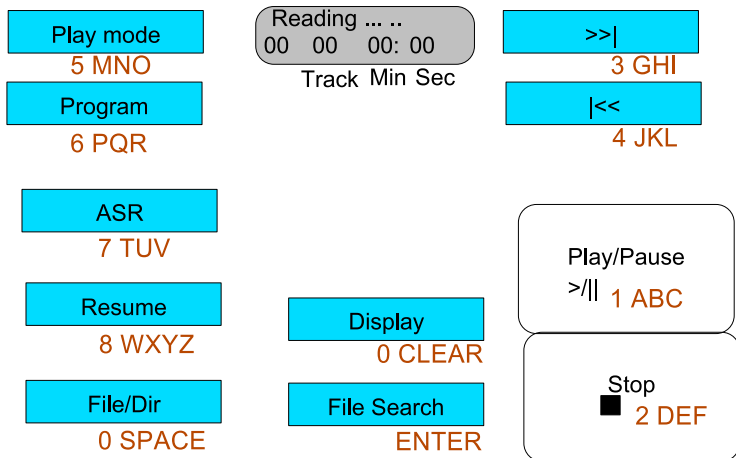 Reading ... ..
00 00 00: 00
Track Min Sec
Play mode
5 MNO
Program
6 PQR
>>|
3 GHI
|<<
4 JKL
ASR
7 TUV
Resume
8 WXYZ
File/Dir
0 SPACE
Display
0 CLEAR
File Search
ENTER
Play/Pause
>/|| 1 ABC
Stop
2 DEF